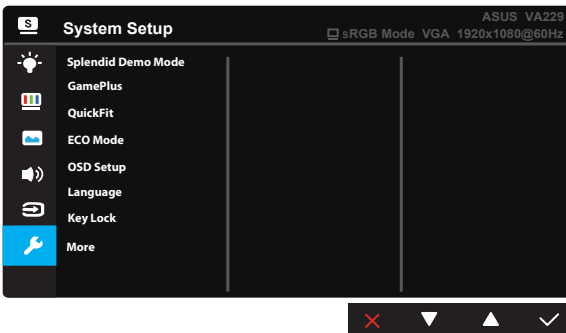 S
System Setup
ASUS VA229
sRGB Mode VGA 1920x1080@60Hz
Splendid Demo Mode
GamePlus
QuickFit
ECO Mode
OSD Setup
Language
Key Lock
More